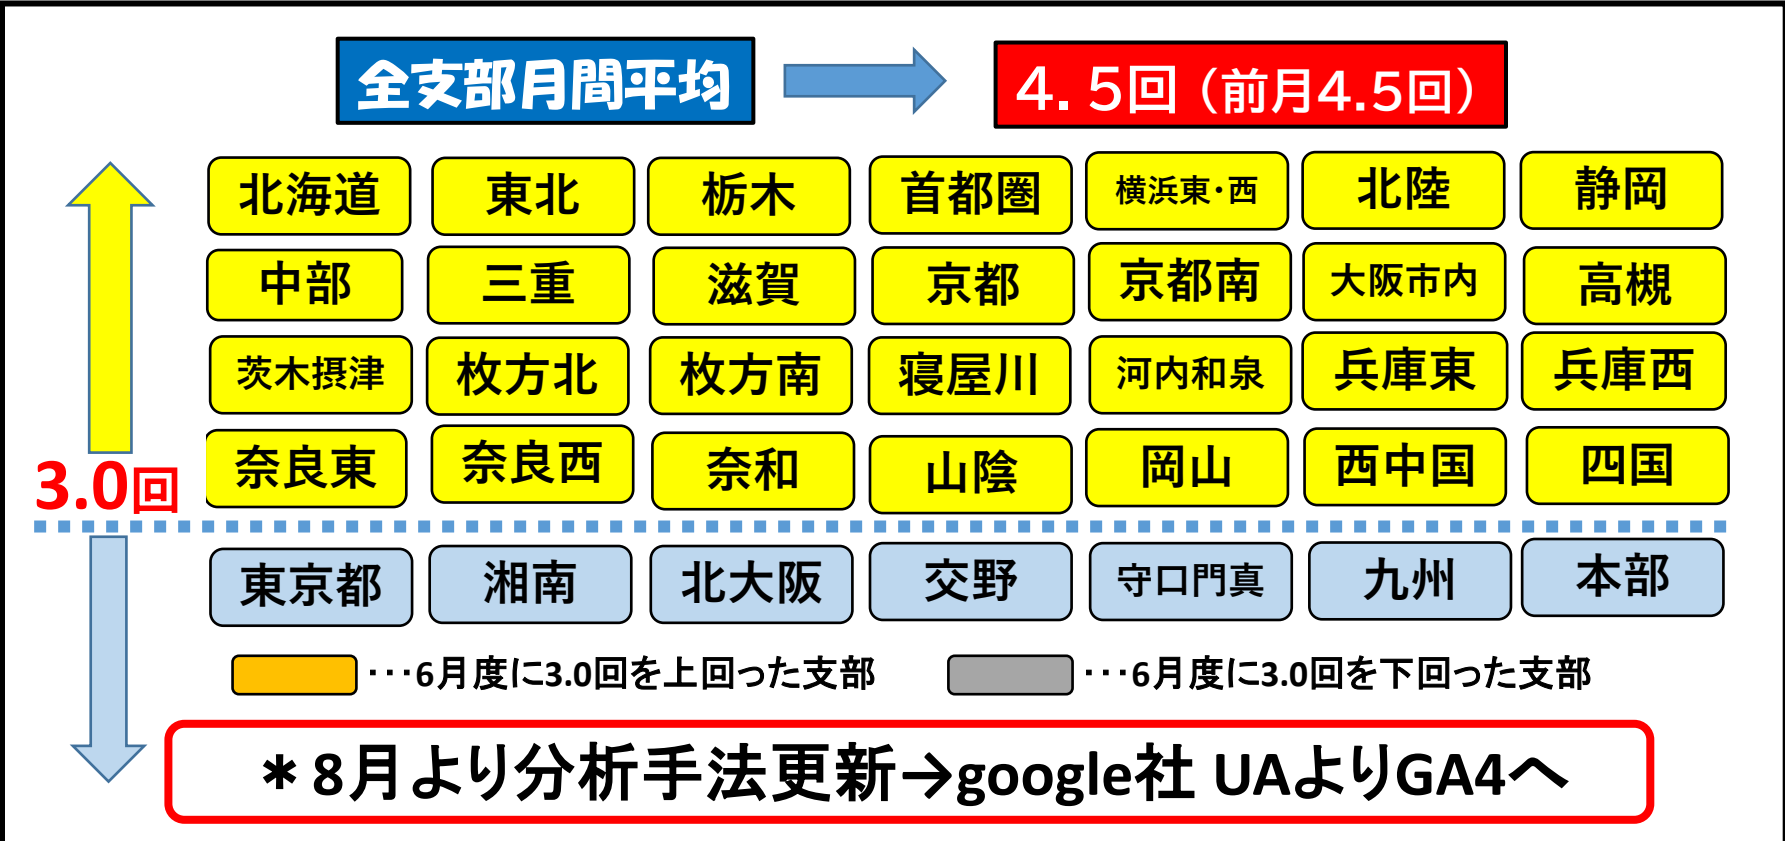 全支部月間平均
4.5回（前月4.5回）
北海道 東北 栃木 首都圏 横浜東・西 北陸 静岡
中部 三重 滋賀 京都 京都南 大阪市内 高槻
茨木摂津 枚方北 枚方南 寝屋川 河内和泉 兵庫東 兵庫西
奈良東 奈良西 奈和 山陰 岡山 西中国 四国
3.0回
東京都 湘南 北大阪 交野 守口門真 九州 本部
・・・6月度に3.0回を上回った支部
・・・6月度に3.0回を下回った支部
＊8月より分析手法更新→google社 UAよりGA4へ